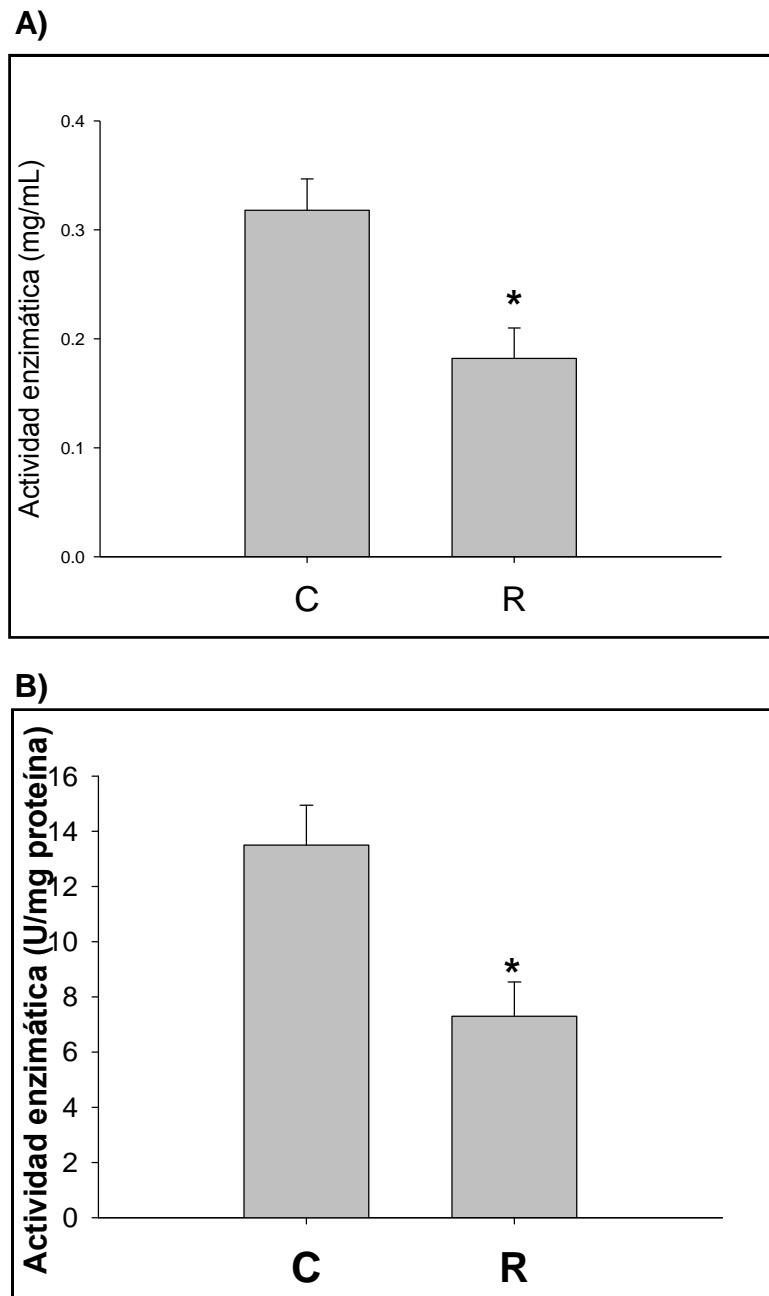 A)
Actividad enzimática (mg/mL)
0.4
0.3
0.2
0.1
0.0
*
C
R
B)
Actividad enzimática (U/mg proteína)
16
14
12
10
8
6
4
2
0
*
C
R